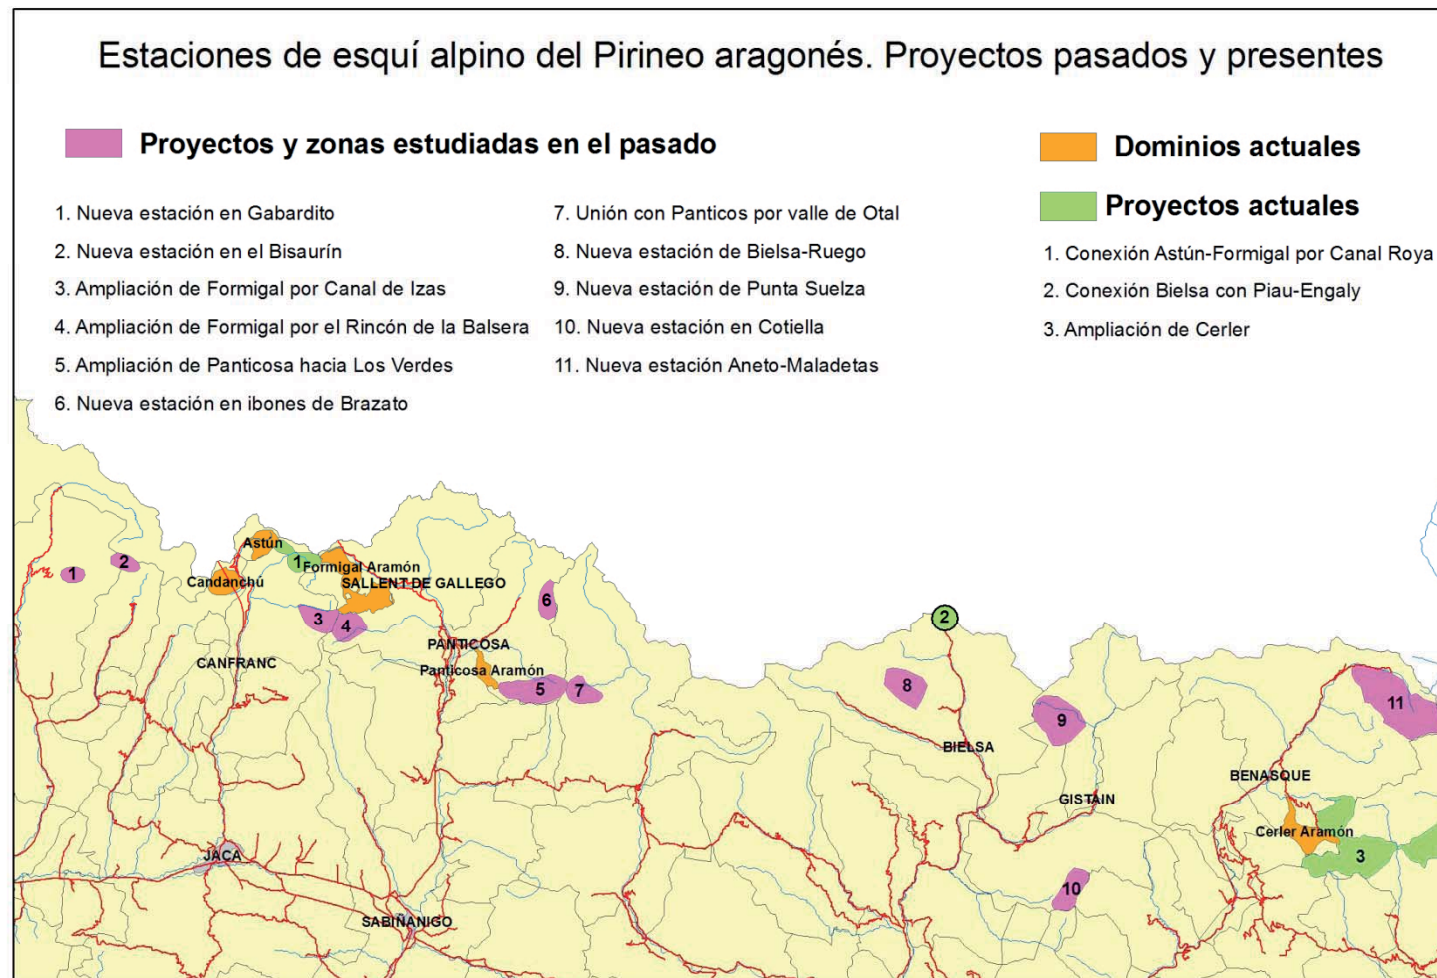 Estaciones de esquí alpino del Pirineo aragonés. Proyectos pasados y presentes
Proyectos y zonas estudiadas en el pasado
1. Nueva estación en Gabardito
2. Nueva estación en el Bisaurín
3. Ampliación de Formigal por Canal de Izas
4. Ampliación de Formigal por el Rincón de la Balsera
5. Ampliación de Panticosa hacia Los Verdes
6. Nueva estación en ibones de Brazato
7. Unión con Panticos por valle de Otal
8. Nueva estación de Bielsa-Ruego
9. Nueva estación de Punta Suelza
10. Nueva estación en Cotiella
11. Nueva estación Aneto-Maladetas
Dominios actuales
Proyectos actuales
1. Conexión Astún-Formigal por Canal Roya
2. Conexión Bielsa con Piau-Engaly
3. Ampliación de Cerler
Astún
1
2
1
Formigal Aramón
Candanchú
SALLENT DE GALLEGO
6
3
4
2
PANTICOSA
CANFRANC
Panticosa Aramón
5
7
8
11
9
BIELSA
BENASQUE
GISTAIN
Cerler Aramón
3
JACA
10
SABIÑANIGO